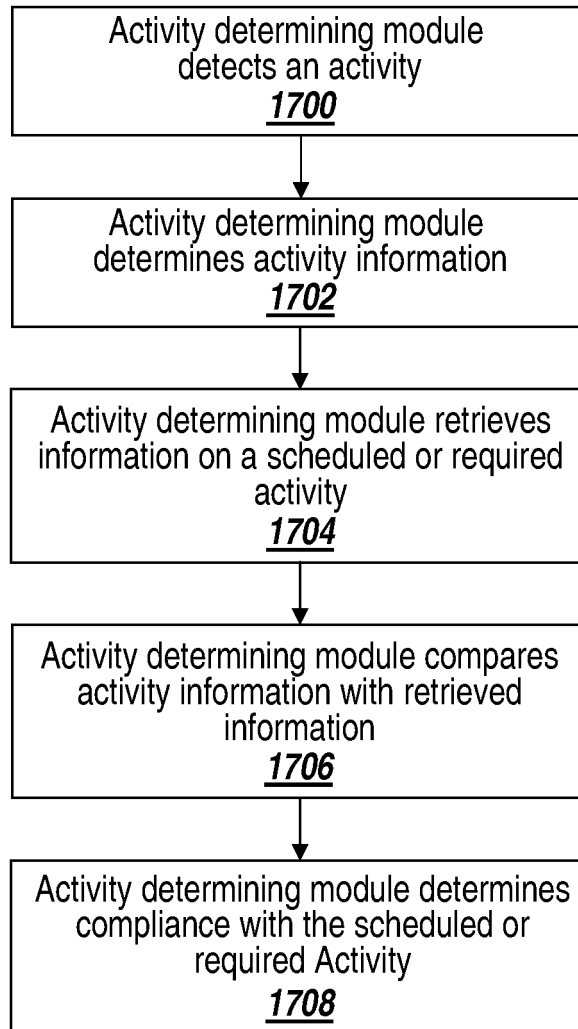 Activity determining module
detects an activity
1700
Activity determining module
determines activity information
1702
Activity determining module retrieves
information on a scheduled or required
activity
1704
Activity determining module compares
activity information with retrieved
information
1706
Activity determining module determines
compliance with the scheduled or
required Activity
1708